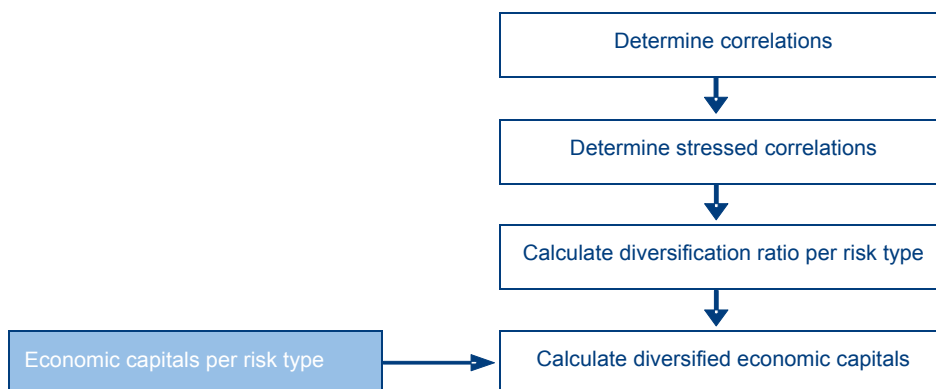 Determine correlations
Determine stressed correlations
Calculate diversification ratio per risk type
Economic capitals per risk type
Calculate diversified economic capitals